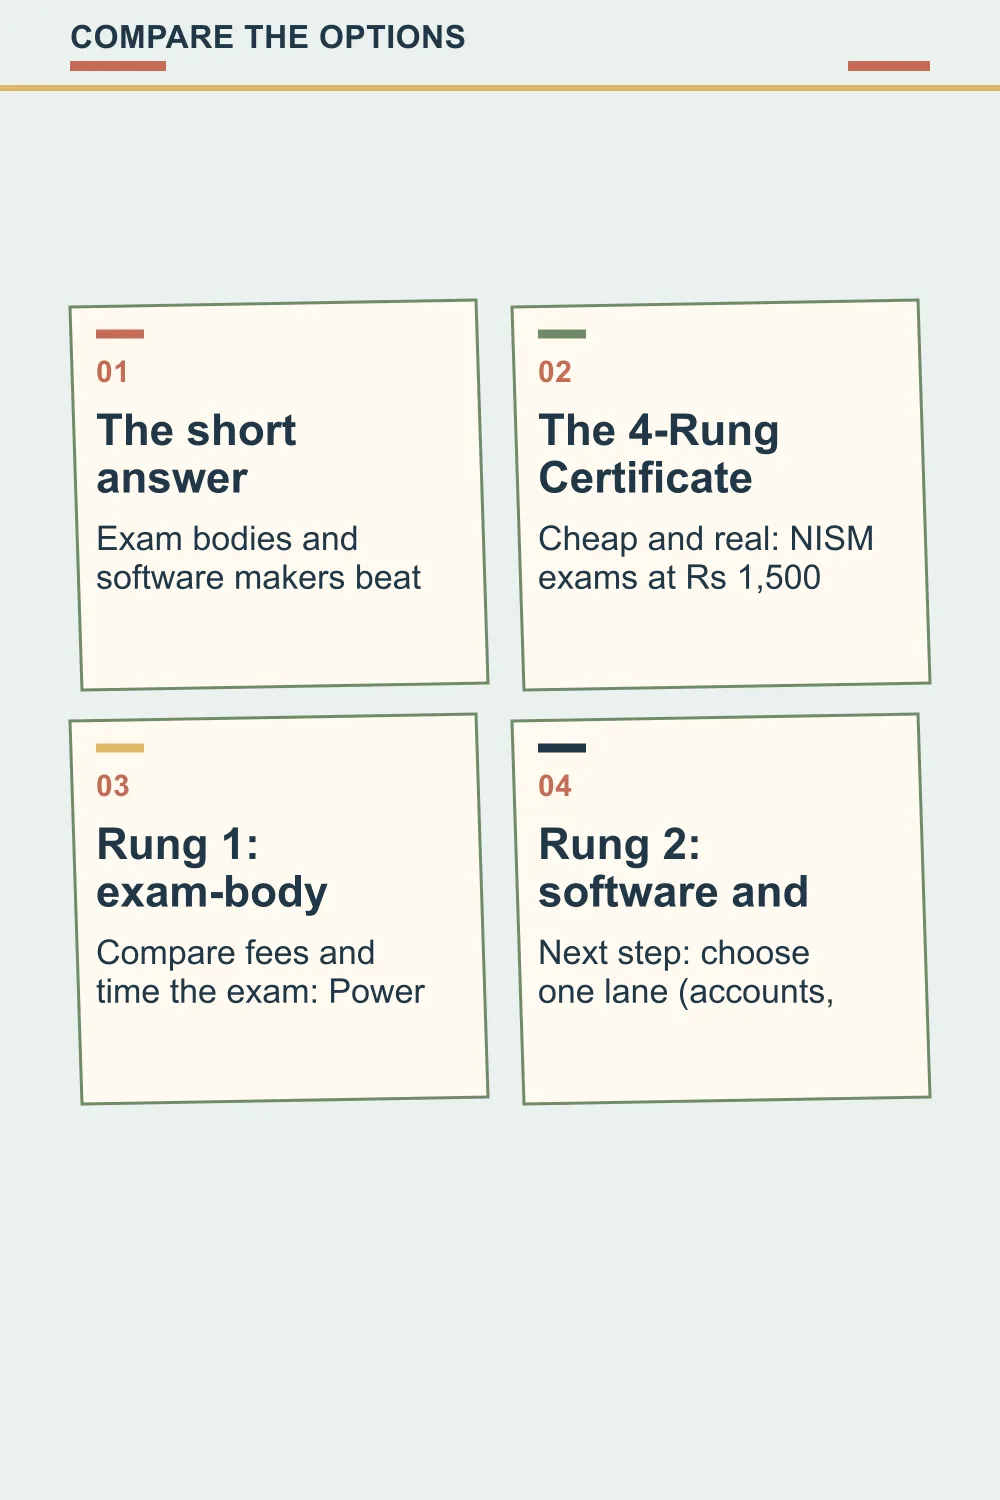 COMPARE THE OPTIONS
01
The short
answer
Exam bodies and
software makers beat
02
The 4-Rung
Certificate
Cheap and real: NISM
exams at Rs 1,500
03
Rung 1:
exam-body
Compare fees and
time the exam: Power
04
Rung 2:
software and
Next step: choose
one lane (accounts,